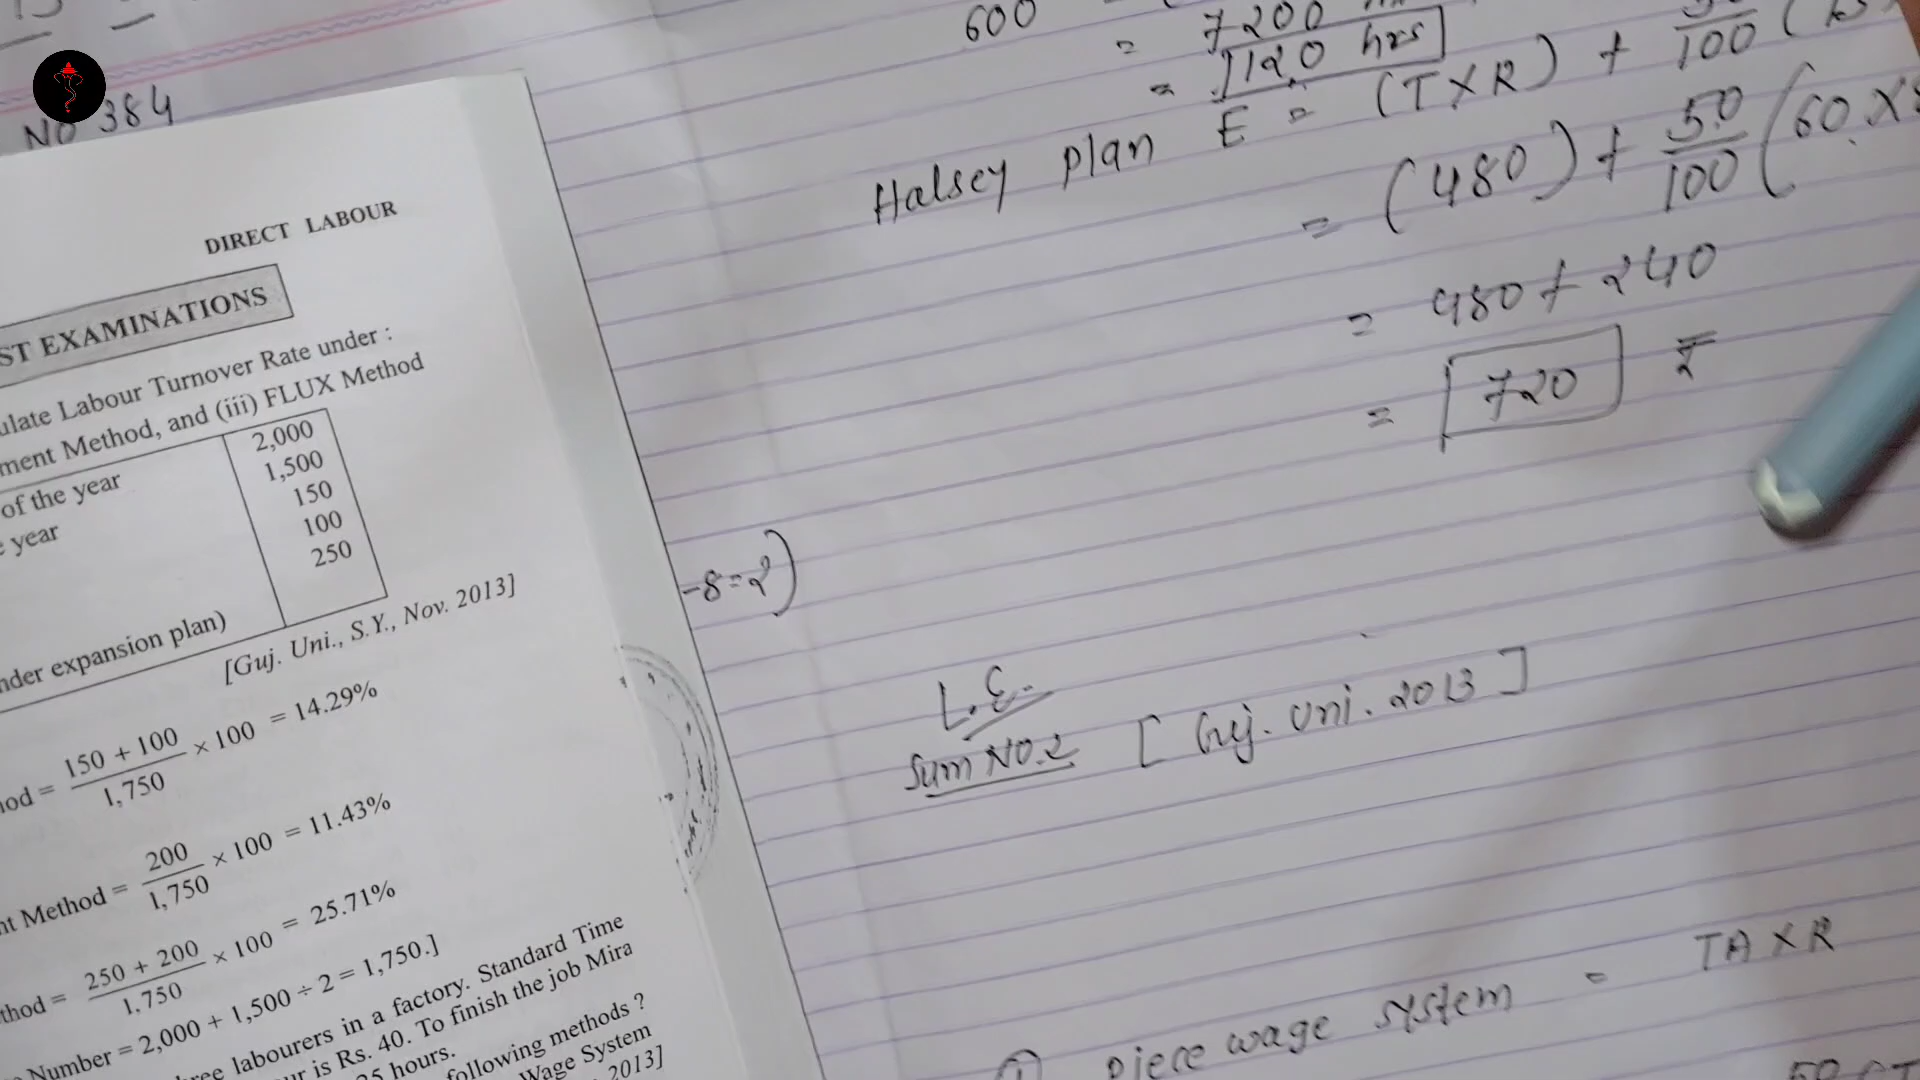 NO 384
DIRECT LABOUR
ST EXAMINATIONS
ulate Labour Turnover Rate under :
ment Method, and (iii) FLUX Method
of the year 2,000
year 1,500
150
100
250
nder expansion plan)
[Guj. Uni., S.Y., Nov. 2013]
od = 150 + 100 / 1,750 × 100 = 14.29%
nt Method = 200 / 1,750 × 100 = 11.43%
thod = 250 + 200 / 1,750 × 100 = 25.71%
Number = 2,000 + 1,500 ÷ 2 = 1,750.]
ree labourers in a factory. Standard Time
ur is Rs. 40. To finish the job Mira
25 hours.
following methods ?
Wage System
2013]
600
= 7200
= 1120 hrs
Halsey plan E = (T X R) +
100 (
= (480) + 50/100 (60 X
= 480 + 240
= 720 ₹
-8=2)
L.E.
Sum NO.2 [ Guj. Uni. 2013 ]
① piece wage system = TA X R